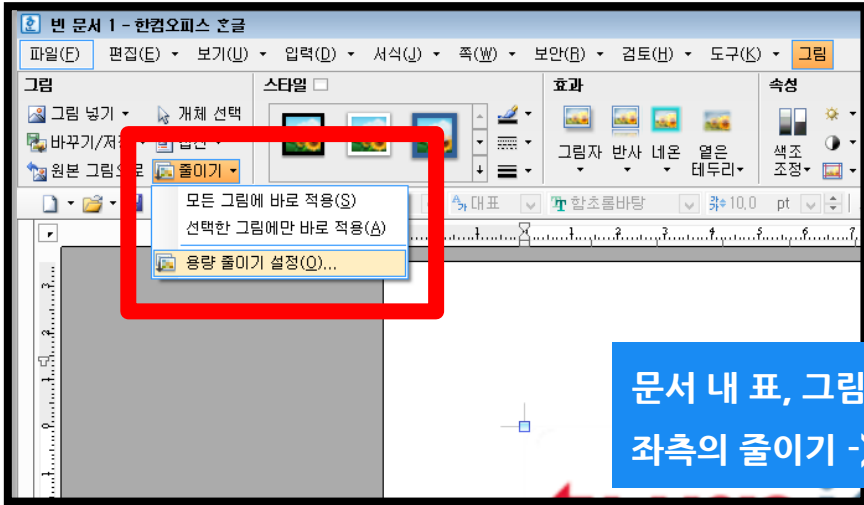 빈 문서 1 - 한컴오피스 ᄒᆞᆫ글
파일(F) 편집(E) 보기(U) 입력(D) 서식(J) 쪽(W) 보안(R) 검토(H) 도구(K) 그림
그림 스타일 효과 속성
그림 넣기 개체 선택
바꾸기/저
원본 그림으로 줄이기
그림자 반사 네온 옅은 테두리 색조 조정
모든 그림에 바로 적용(S)
선택한 그림에만 바로 적용(A)
용량 줄이기 설정(O)...
대표 함초롬바탕 10,0 pt
문서 내 표, 그림
좌측의 줄이기 -